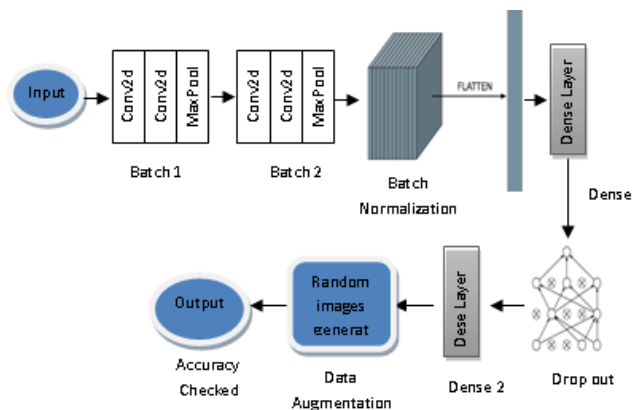 Input
Conv2d
Conv2d
MaxPool
Batch 1
Conv2d
Conv2d
MaxPool
Batch 2
Batch
Normalization
FLATTEN
Dense Layer
Dense
Drop out
Dese Layer
Dense 2
Random
images
generat
Data
Augmentation
Output
Accuracy
Checked